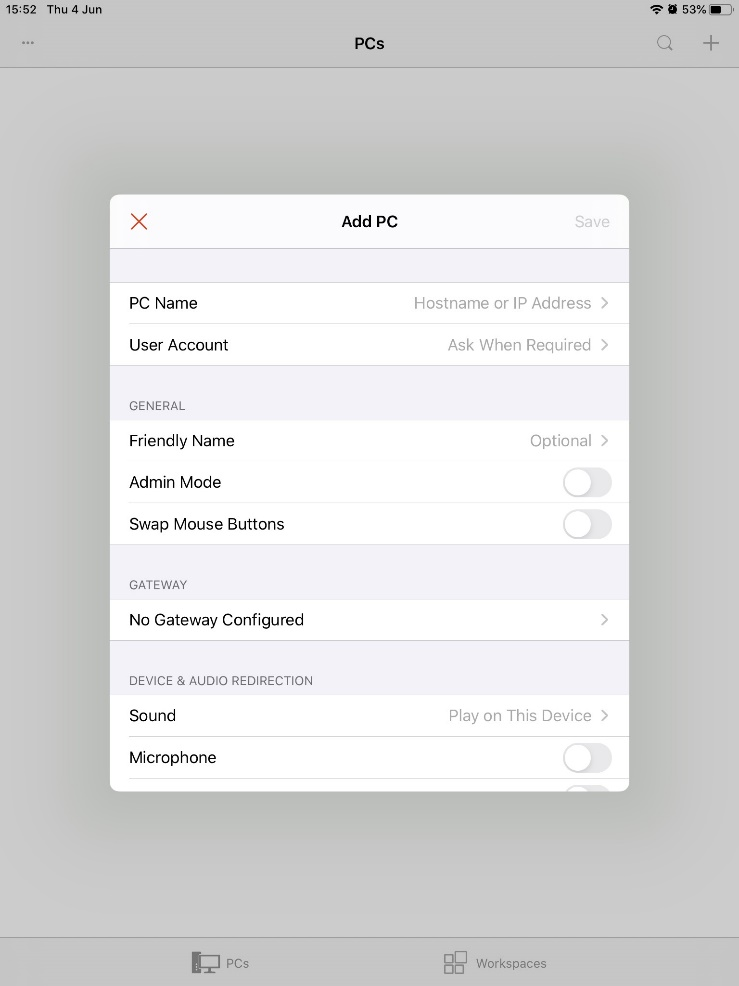 15:52 Thu 4 Jun 53%
PCs
Add PC Save
PC Name Hostname or IP Address
User Account Ask When Required
GENERAL
Friendly Name Optional
Admin Mode
Swap Mouse Buttons
GATEWAY
No Gateway Configured
DEVICE & AUDIO REDIRECTION
Sound Play on This Device
Microphone
PCs Workspaces